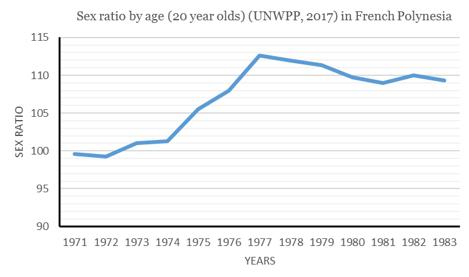 Sex ratio by age (20 year olds) (UNWPP, 2017) in French Polynesia
115
110
105
100
95
90
SEX RATIO
1971 1972 1973 1974 1975 1976 1977 1978 1979 1980 1981 1982 1983
YEARS